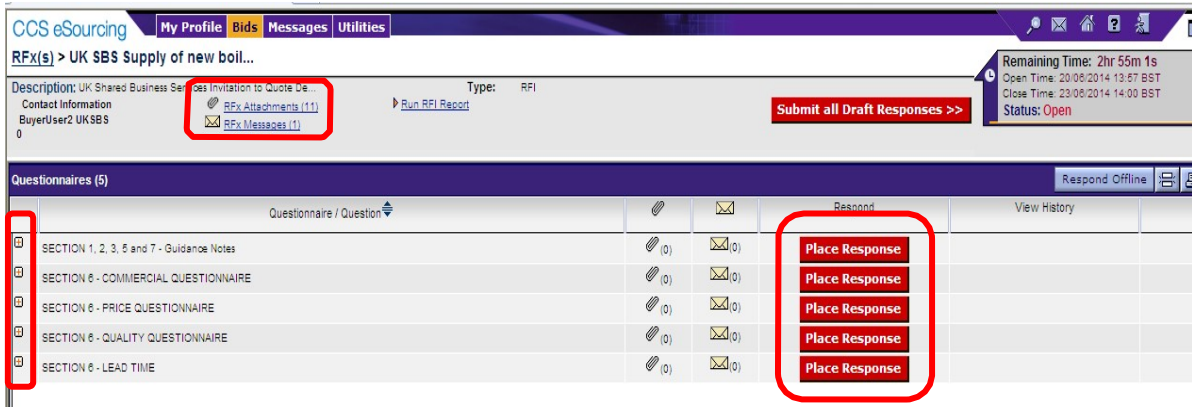 CCS eSourcing My Profile Bids Messages Utilities
RFx(s) > UK SBS Supply of new boil...
Remaining Time: 2hr 55m 1s
Open Time: 20/06/2014 13:57 BST
Close Time: 23/06/2014 14:00 BST
Status: Open
Description: UK Shared Business Services Invitation to Quote De...
Type: RFI
Contact Information
BuyerUser2 UKSBS
0
RFx Attachments (11)
RFx Messages (1)
Run RFI Report
Submit all Draft Responses >>
Questionnaires (5) Respond Offline
Questionnaire / Question Respond View History
SECTION 1, 2, 3, 5 and 7 - Guidance Notes (0) (0) Place Response
SECTION 6 - COMMERCIAL QUESTIONNAIRE (0) (0) Place Response
SECTION 6 - PRICE QUESTIONNAIRE (0) (0) Place Response
SECTION 6 - QUALITY QUESTIONNAIRE (0) (0) Place Response
SECTION 6 - LEAD TIME (0) (0) Place Response